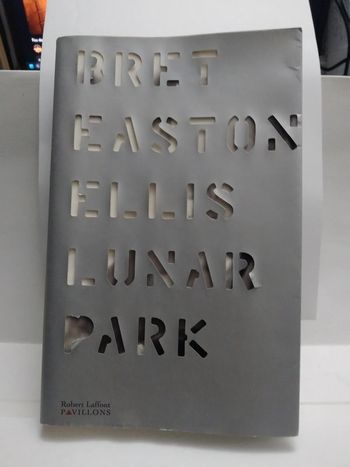 BRET
EASTON
ELLIS
LUNAR
PARK
Robert Laffont
PAVILLONS